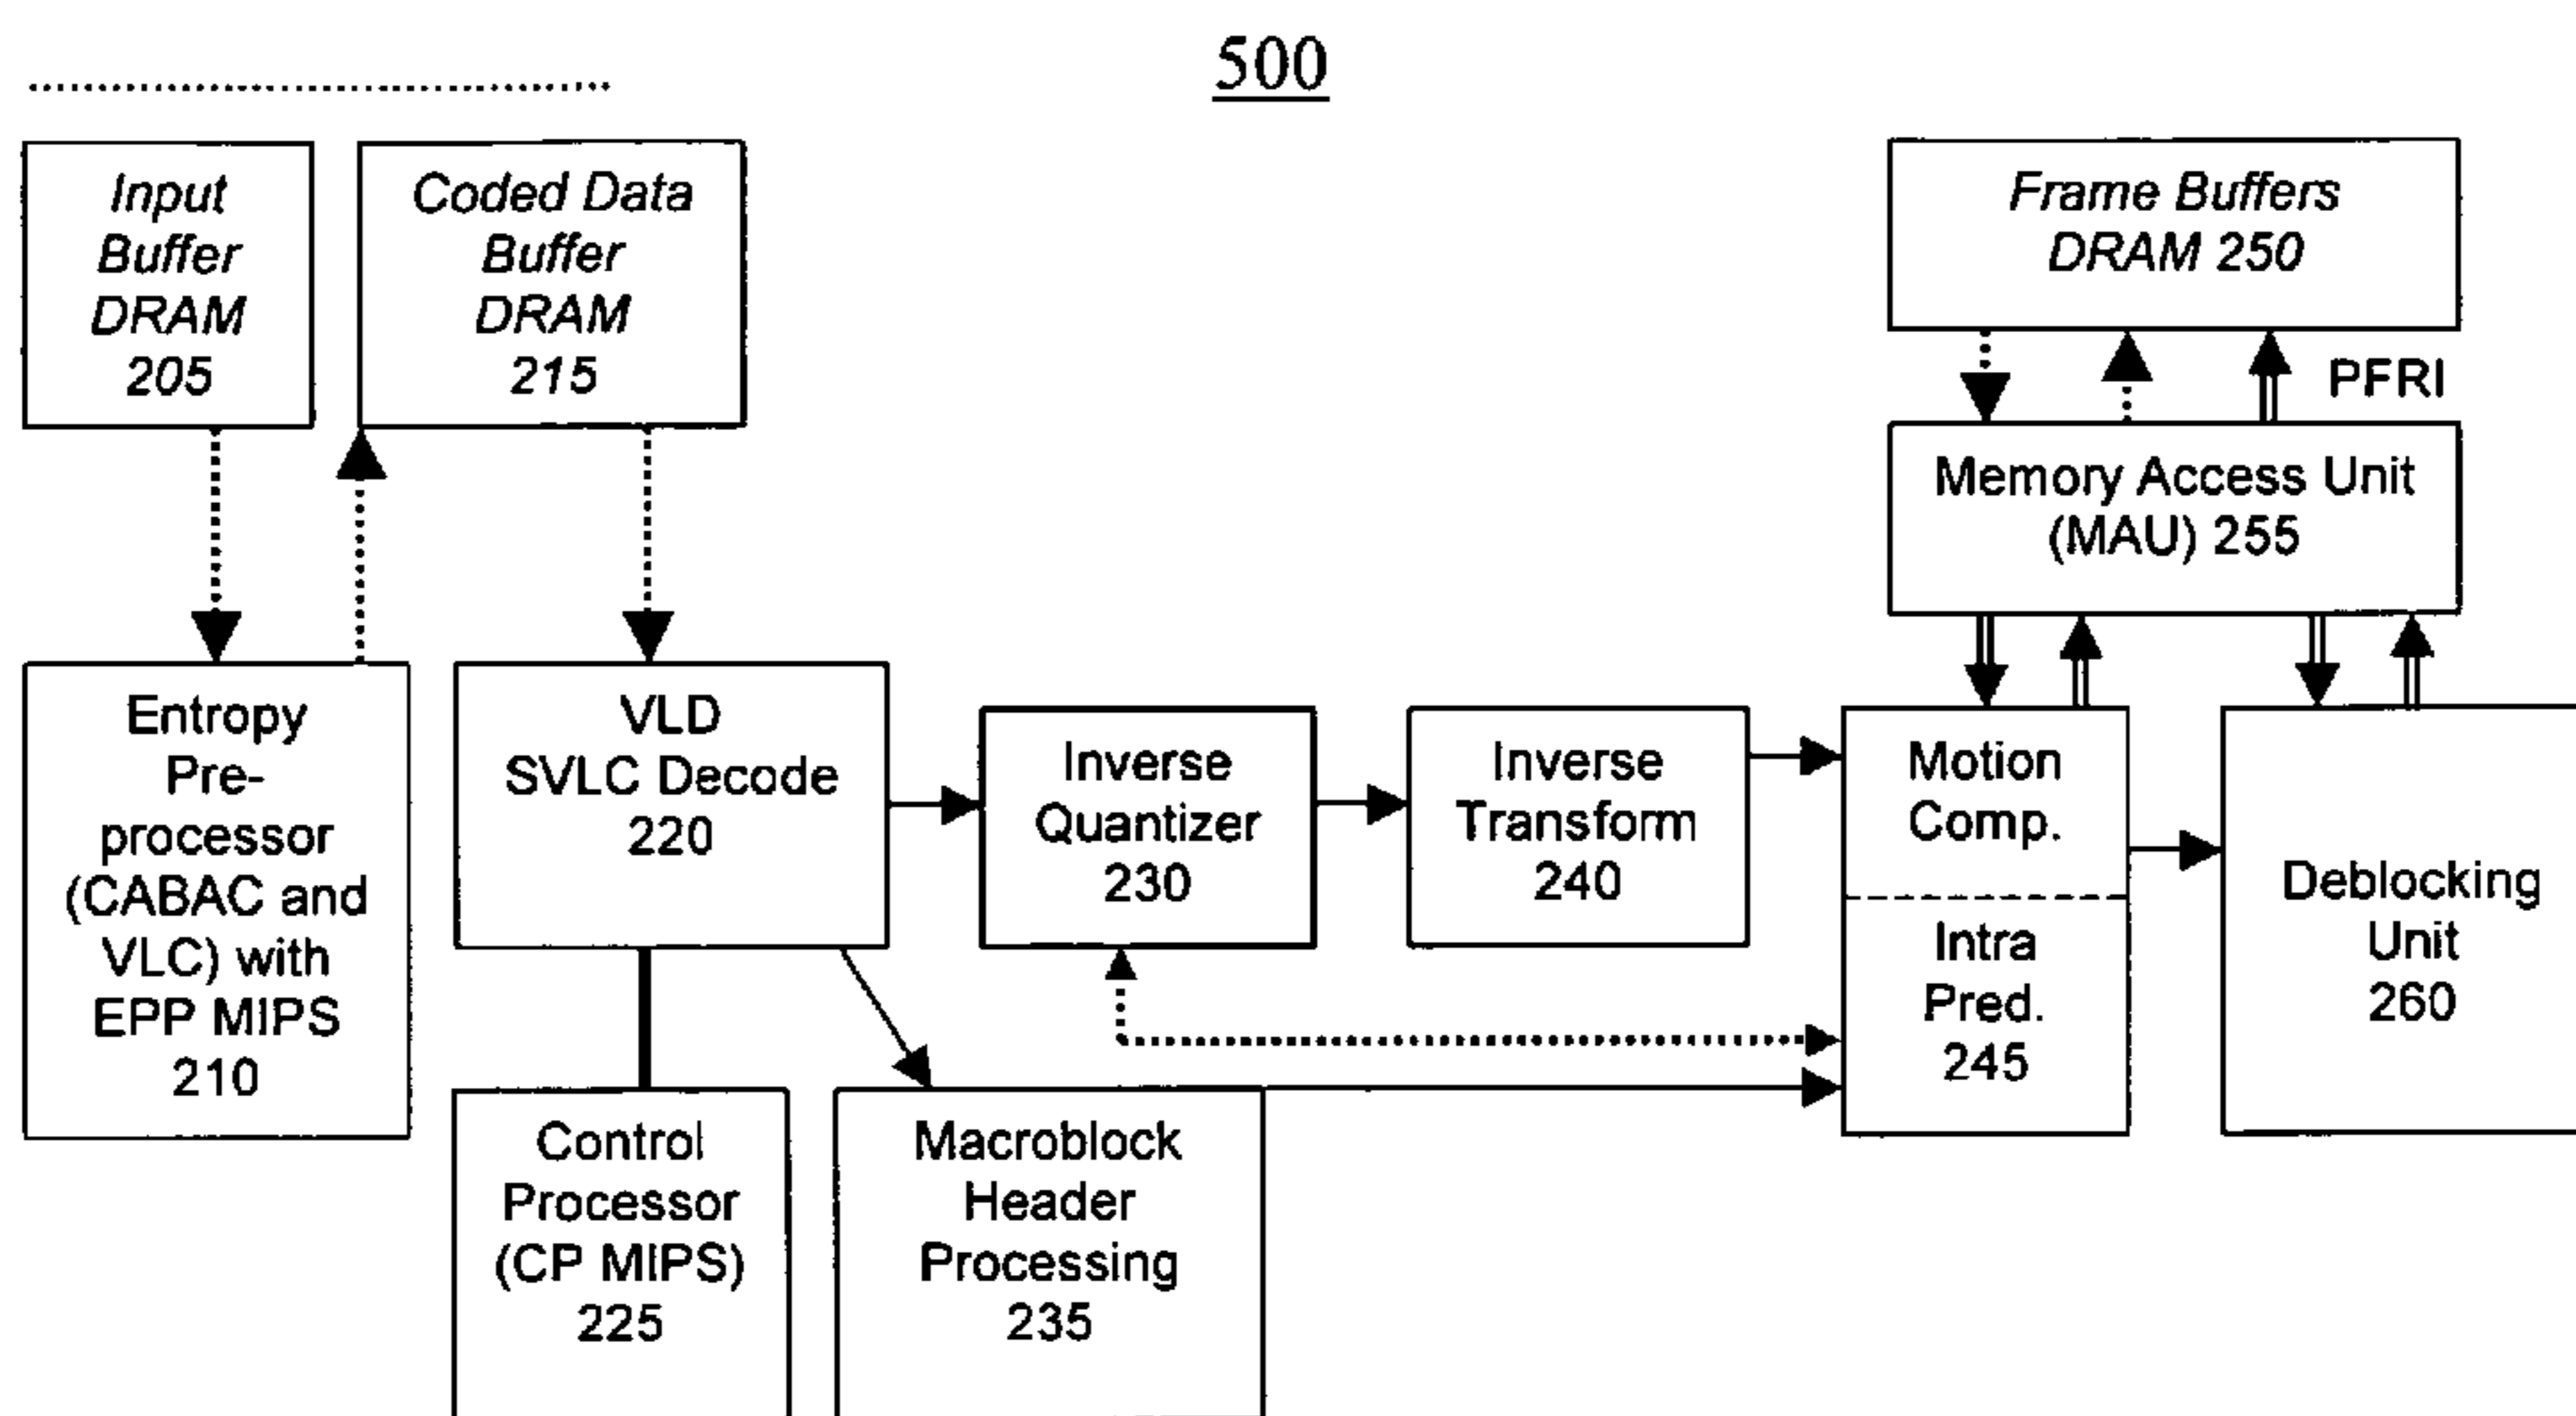 500
Input
Buffer
DRAM
205
Coded Data
Buffer
DRAM
215
Frame Buffers
DRAM 250
PFRI
Memory Access Unit
(MAU) 255
Entropy
Pre-
processor
(CABAC and
VLC) with
EPP MIPS
210
VLD
SVLC Decode
220
Inverse
Quantizer
230
Inverse
Transform
240
Motion
Comp.
Intra
Pred.
245
Deblocking
Unit
260
Control
Processor
(CP MIPS)
225
Macroblock
Header
Processing
235